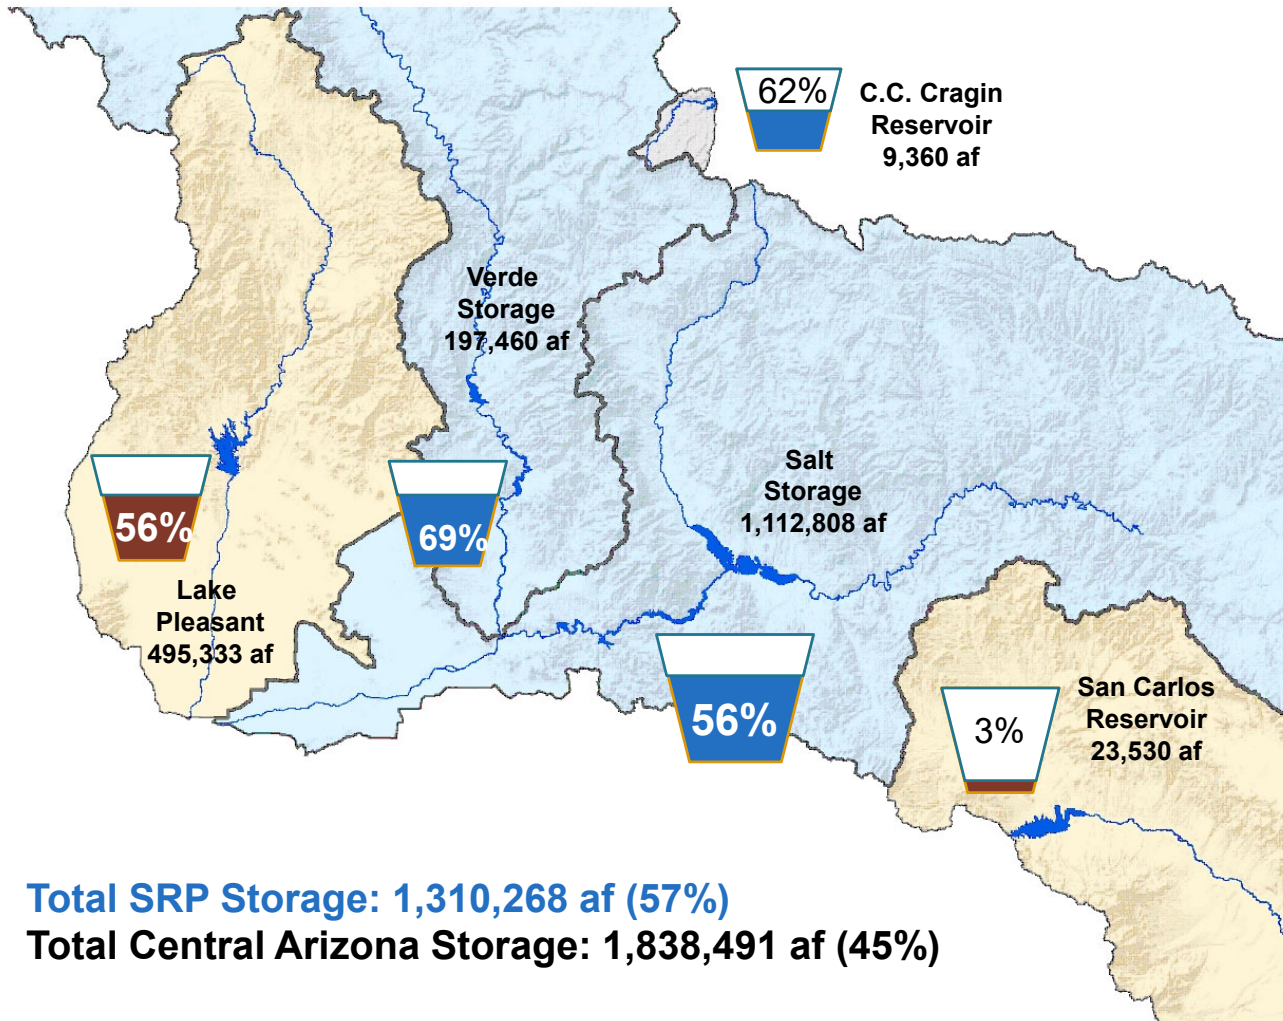 62%
C.C. Cragin
Reservoir
9,360 af
Verde
Storage
197,460 af
Salt
Storage
1,112,808 af
56%
69%
Lake
Pleasant
495,333 af
56%
San Carlos
Reservoir
23,530 af
3%
Total SRP Storage: 1,310,268 af (57%)
Total Central Arizona Storage: 1,838,491 af (45%)